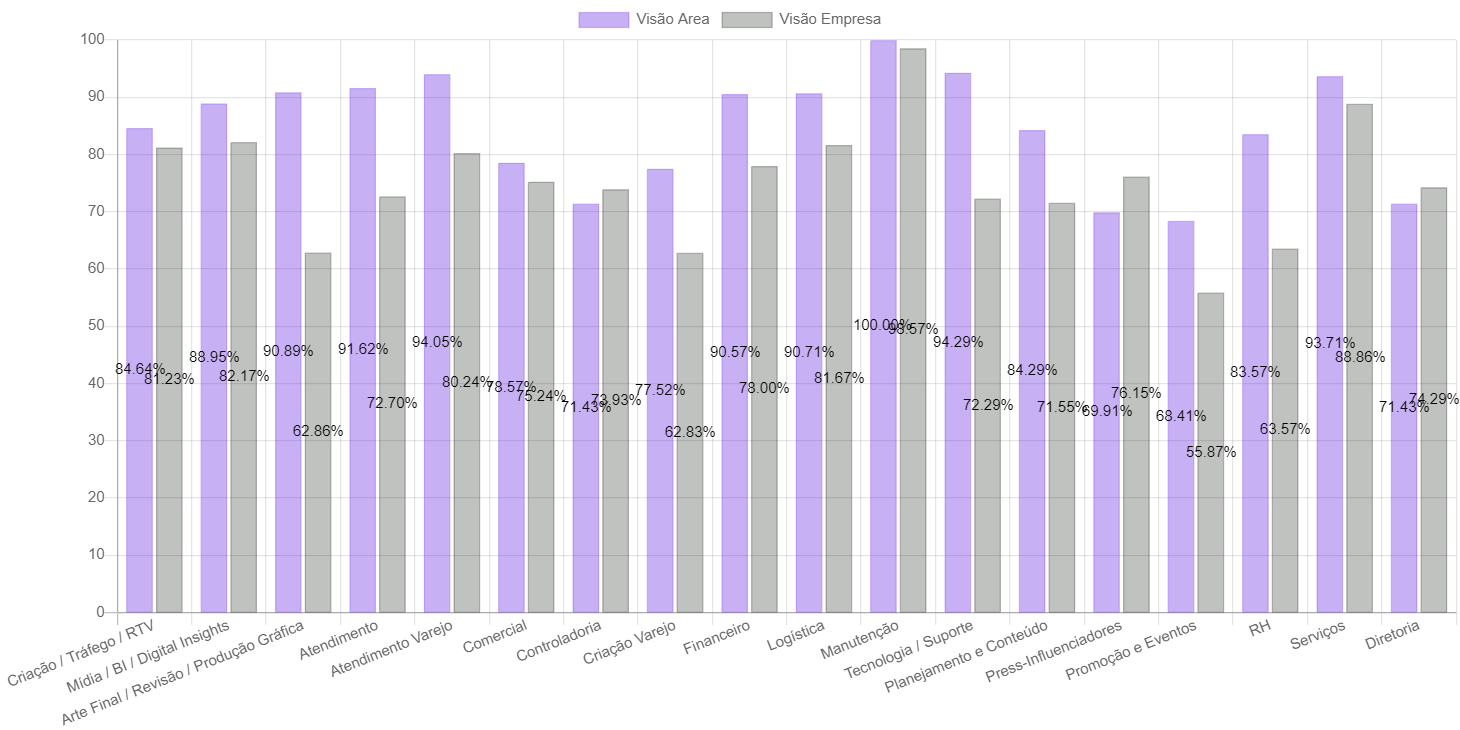 Visão Area Visão Empresa
100
90
80
70
60
50
40
30
20
10
0
84.64% 81.23%
88.95% 82.17%
90.89% 62.86%
91.62% 72.70%
94.05% 80.24%
78.57% 75.24%
71.43% 73.93%
77.52% 62.83%
90.57% 78.00%
90.71% 81.67%
100.00% 98.57%
94.29% 72.29%
84.29% 71.55%
69.91% 76.15%
68.41% 55.87%
83.57% 63.57%
93.71% 88.86%
71.43% 74.29%
Criação / Tráfego / RTV
Mídia / BI / Digital Insights
Arte Final / Revisão / Produção Gráfica
Atendimento
Atendimento Varejo
Comercial
Controladoria
Criação Varejo
Financeiro
Logística
Manutenção
Tecnologia / Suporte
Planejamento e Conteúdo
Press-Influenciadores
Promoção e Eventos
RH
Serviços
Diretoria